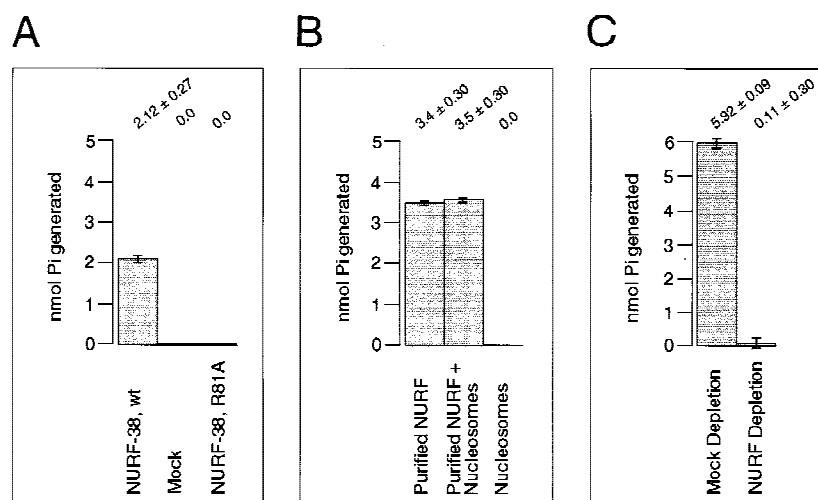 A
2.12 ± 0.27
0.0
0.0
nmol Pi generated
5
4
3
2
1
0
NURF-38, wt
Mock
NURF-38, R81A
B
3.4 ± 0.30
3.5 ± 0.30
0.0
nmol Pi generated
5
4
3
2
1
0
Purified NURF
Purified NURF +
Nucleosomes
Nucleosomes
C
5.92 ± 0.09
0.11 ± 0.30
nmol Pi generated
6
5
4
3
2
1
0
Mock Depletion
NURF Depletion